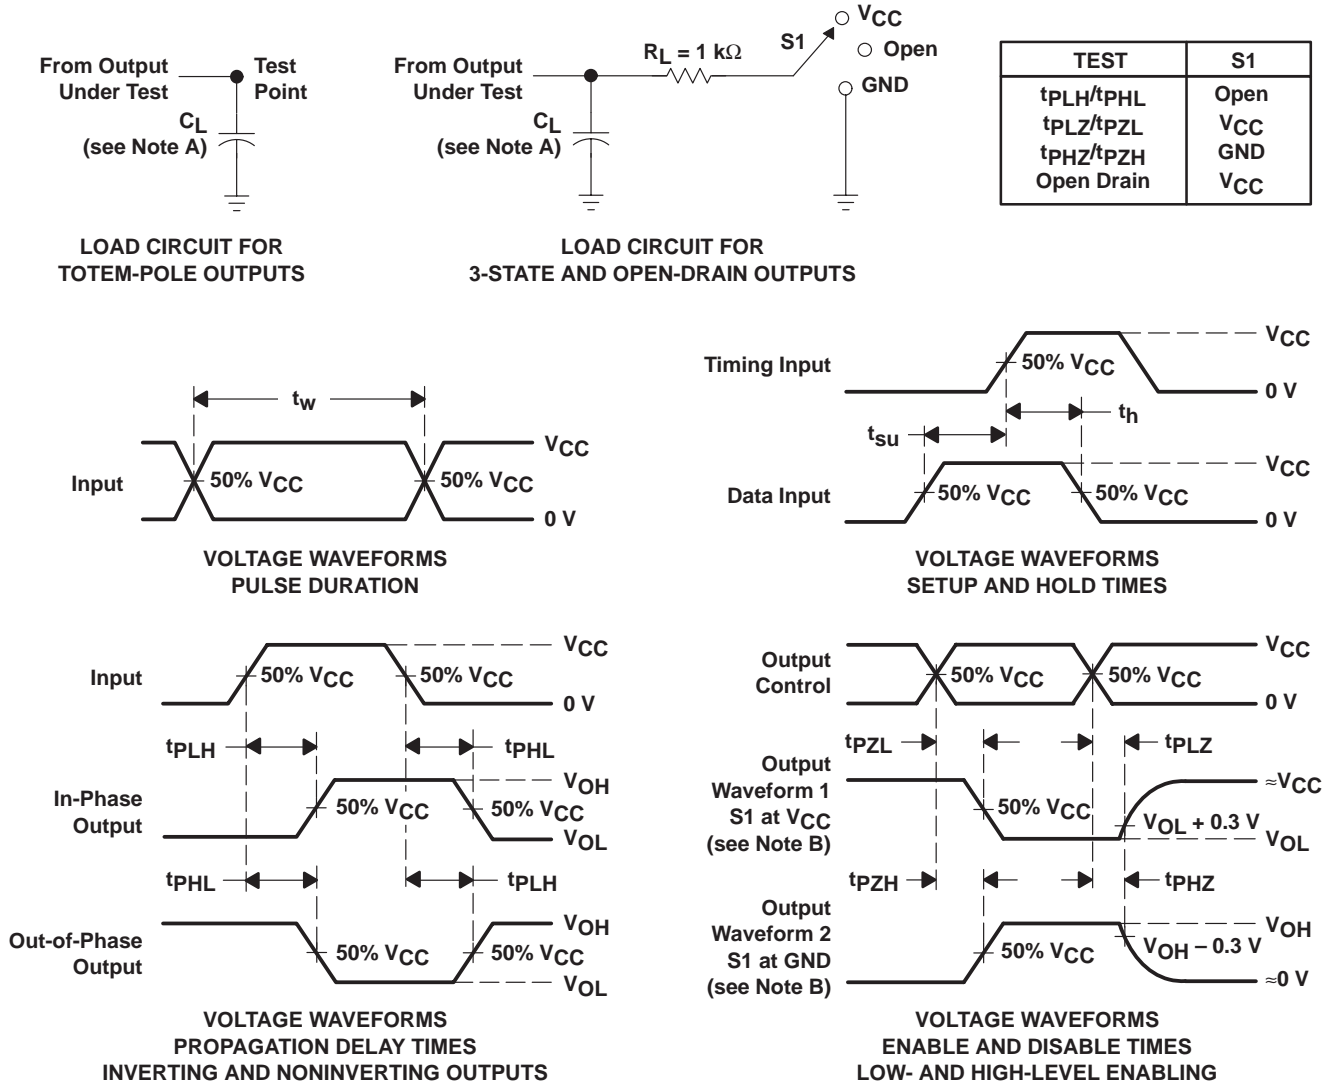 From Output
Under Test
Test
Point
CL
(see Note A)
LOAD CIRCUIT FOR
TOTEM-POLE OUTPUTS
From Output
Under Test
RL = 1 kΩ
S1
VCC
Open
GND
CL
(see Note A)
LOAD CIRCUIT FOR
3-STATE AND OPEN-DRAIN OUTPUTS
TEST S1
tPLH/tPHL Open
tPLZ/tPZL VCC
tPHZ/tPZH GND
Open Drain VCC
tw
Input
50% VCC
50% VCC
VCC
0 V
VOLTAGE WAVEFORMS
PULSE DURATION
Timing Input
50% VCC
VCC
0 V
th
tsu
Data Input
50% VCC
50% VCC
VCC
0 V
VOLTAGE WAVEFORMS
SETUP AND HOLD TIMES
Input
50% VCC
50% VCC
VCC
0 V
tPLH
tPHL
In-Phase
Output
50% VCC
50% VCC
VOH
VOL
tPHL
tPLH
Out-of-Phase
Output
50% VCC
50% VCC
VOH
VOL
VOLTAGE WAVEFORMS
PROPAGATION DELAY TIMES
INVERTING AND NONINVERTING OUTPUTS
Output
Control
50% VCC
50% VCC
VCC
0 V
tPZL
tPLZ
Output
Waveform 1
S1 at VCC
(see Note B)
50% VCC
VOL + 0.3 V
≈VCC
VOL
tPZH
tPHZ
Output
Waveform 2
S1 at GND
(see Note B)
50% VCC
VOH − 0.3 V
VOH
≈0 V
VOLTAGE WAVEFORMS
ENABLE AND DISABLE TIMES
LOW- AND HIGH-LEVEL ENABLING